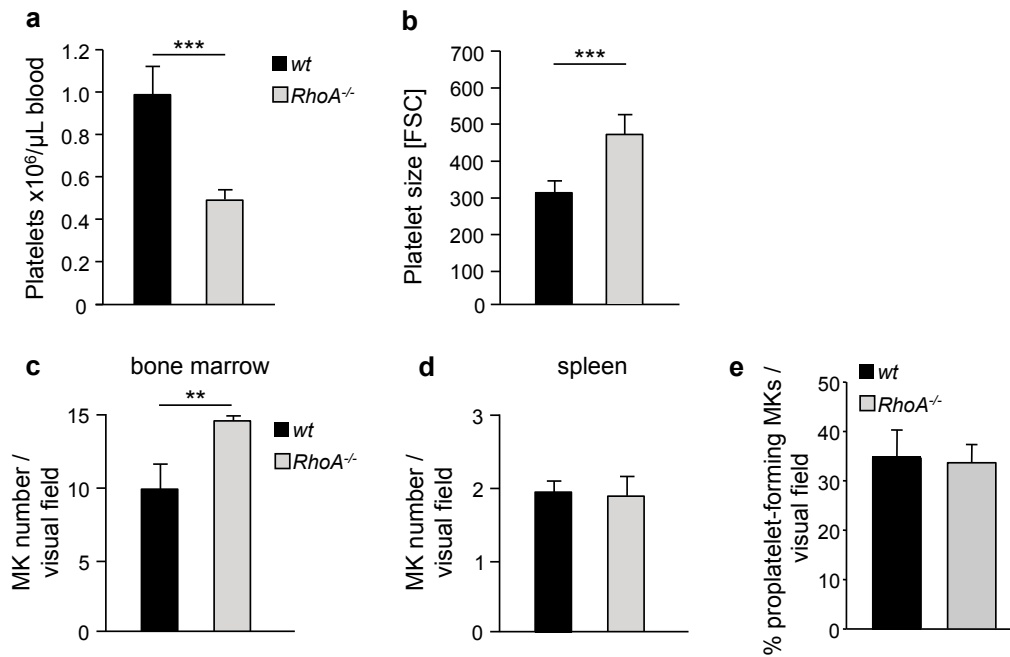 a
Platelets x10⁶/µL blood
1.2
1.0
0.8
0.6
0.4
0.2
0
***
wt
RhoA-/-
b
Platelet size [FSC]
700
600
500
400
300
200
100
0
***
c
bone marrow
MK number /
visual field
15
10
5
0
**
wt
RhoA-/-
d
spleen
MK number /
visual field
3
2
1
0
e
% proplatelet-forming MKs /
visual field
50
40
30
20
10
0
wt
RhoA-/-